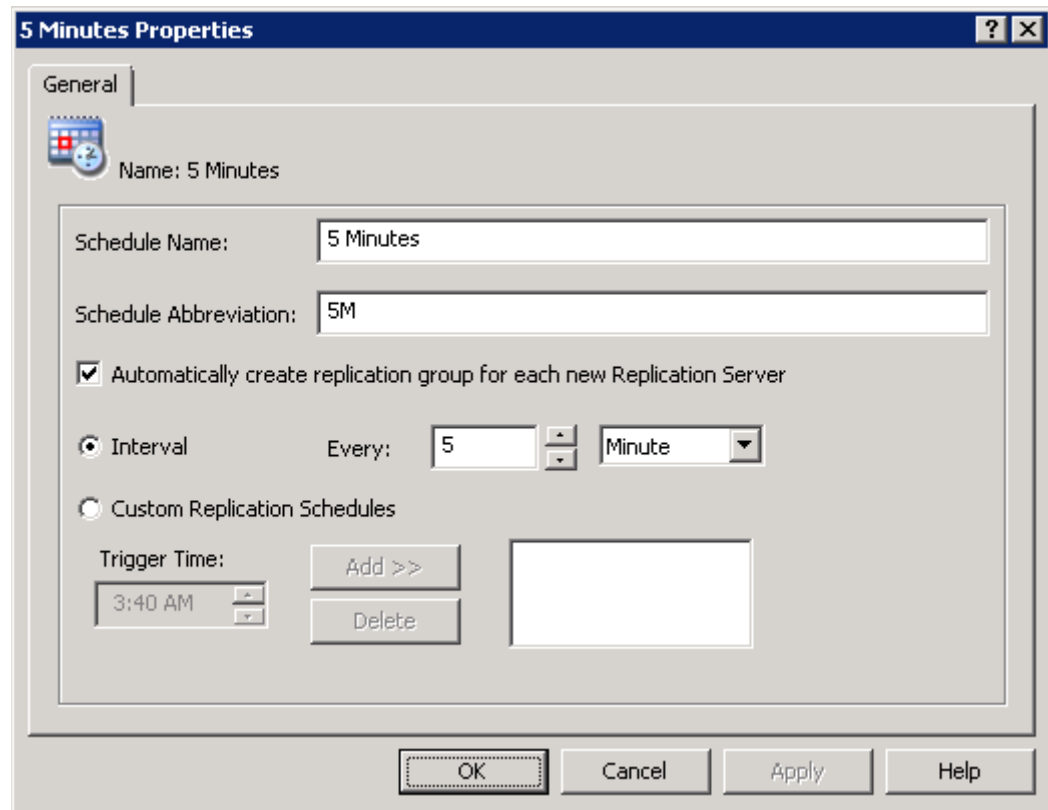 5 Minutes Properties
General
Name: 5 Minutes
Schedule Name: 5 Minutes
Schedule Abbreviation: 5M
Automatically create replication group for each new Replication Server
Interval Every: 5 Minute
Custom Replication Schedules
Trigger Time:
Add >>
3:40 AM
Delete
OK Cancel Apply Help